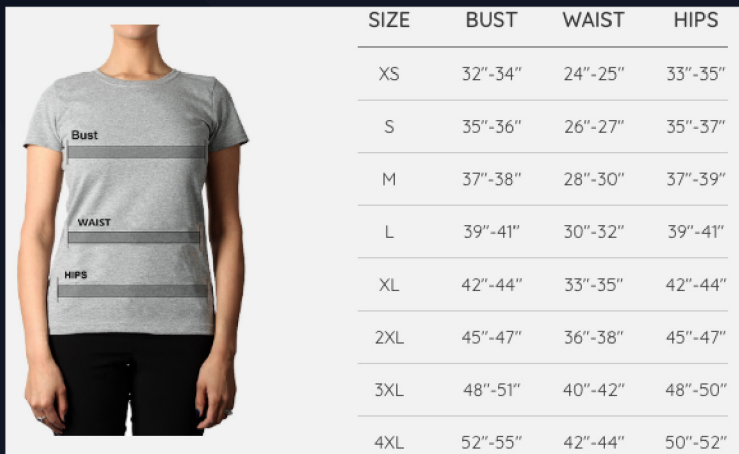 SIZE BUST WAIST HIPS
XS 32"-34" 24"-25" 33"-35"
S 35"-36" 26"-27" 35"-37"
M 37"-38" 28"-30" 37"-39"
L 39"-41" 30"-32" 39"-41"
XL 42"-44" 33"-35" 42"-44"
2XL 45"-47" 36"-38" 45"-47"
3XL 48"-51" 40"-42" 48"-50"
4XL 52"-55" 42"-44" 50"-52"
Bust
WAIST
HIPS